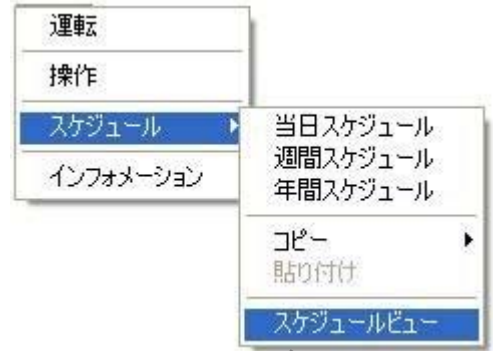 運転
操作
スケジュール
インフォメーション
当日スケジュール
週間スケジュール
年間スケジュール
コピー
貼り付け
スケジュールビュー